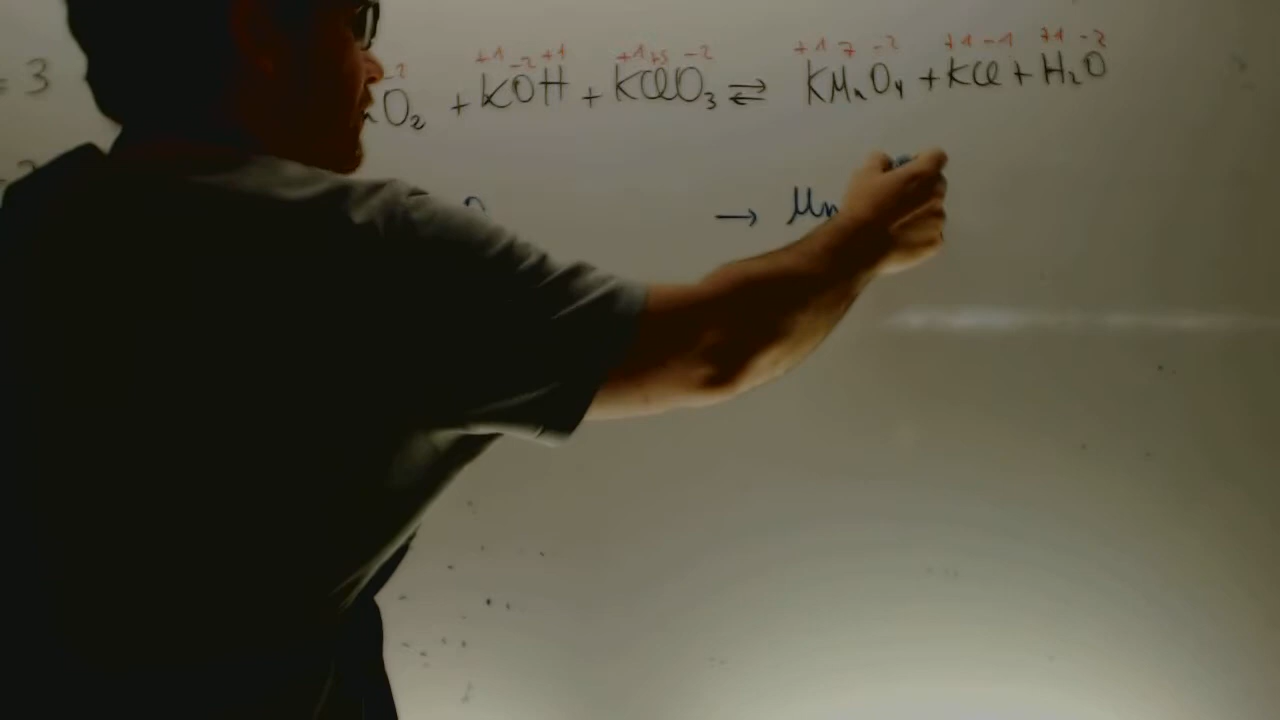 = 3
-2 +1 -2 +1 +1 +5 -2 +1 7 -2 +1 -1 +1 -2
O₂ + KOH + KClO₃ ⇌ KMnO₄ + KCl + H₂O
→ Mn